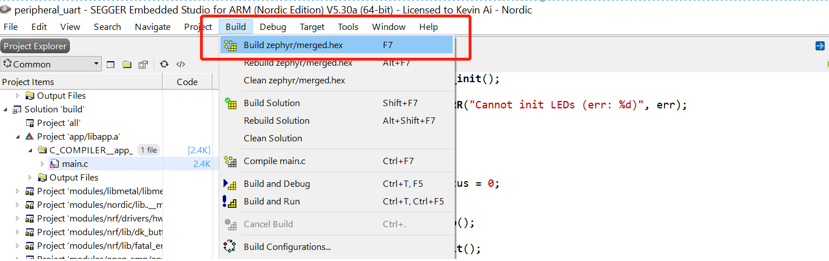 peripheral_uart - SEGGER Embedded Studio for ARM (Nordic Edition) V5.30a (64-bit) - Licensed to Kevin Ai - Nordic
File Edit View Search Navigate Project Build Debug Target Tools Window Help
Project Explorer
Build zephyr/merged.hex F7
Common
Rebuild zephyr/merged.hex Alt+F7
Project Items Code
Clean zephyr/merged.hex
_init();
Output Files
Build Solution Shift+F7
RR("Cannot init LEDs (err: %d)", err);
Solution 'build'
Project 'all'
Rebuild Solution Alt+Shift+F7
Project 'app/libapp.a'
Clean Solution
C_COMPILER__app_ 1 file [2.4K]
main.c 2.4K
Compile main.c Ctrl+F7
Output Files
Build and Debug Ctrl+T, F5
tus = 0;
Project 'modules/libmetal/libme
Project 'modules/nordic/lib..__m
Build and Run Ctrl+T, Ctrl+F5
Project 'modules/nrf/drivers/hw
Cancel Build Ctrl+.
();
Project 'modules/nrf/lib/dk_but
Project 'modules/nrf/lib/fatal_er
Build Configurations...
t();